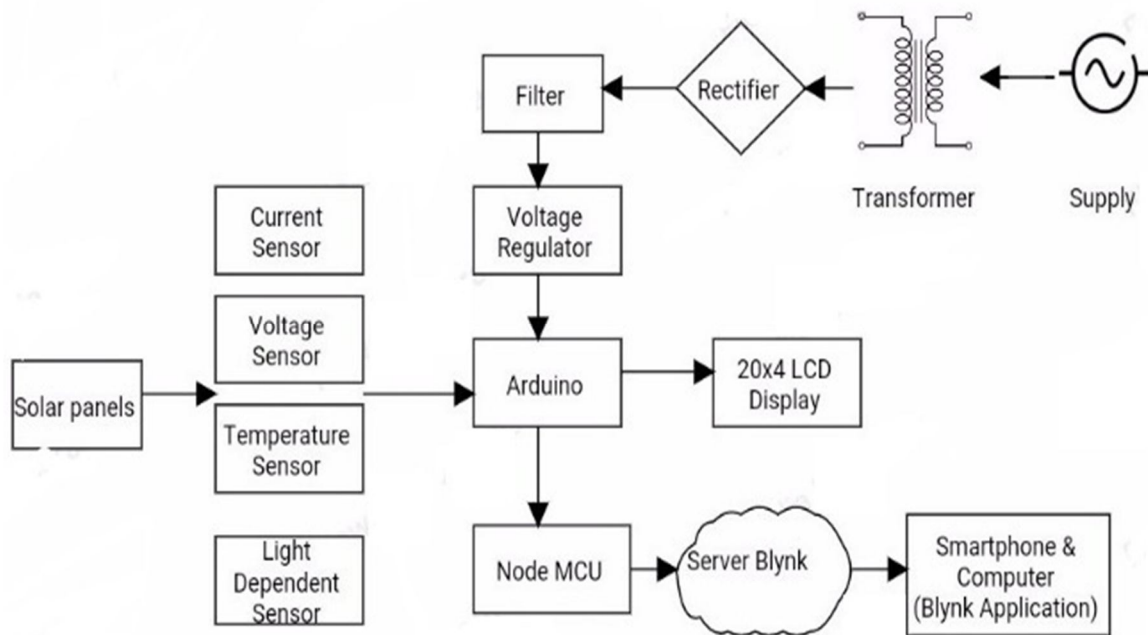 Filter
Rectifier
Transformer
Supply
Current
Sensor
Voltage
Regulator
Voltage
Sensor
Solar panels
Arduino
20x4 LCD
Display
Temperature
Sensor
Light
Dependent
Sensor
Node MCU
Server Blynk
Smartphone &
Computer
(Blynk Application)